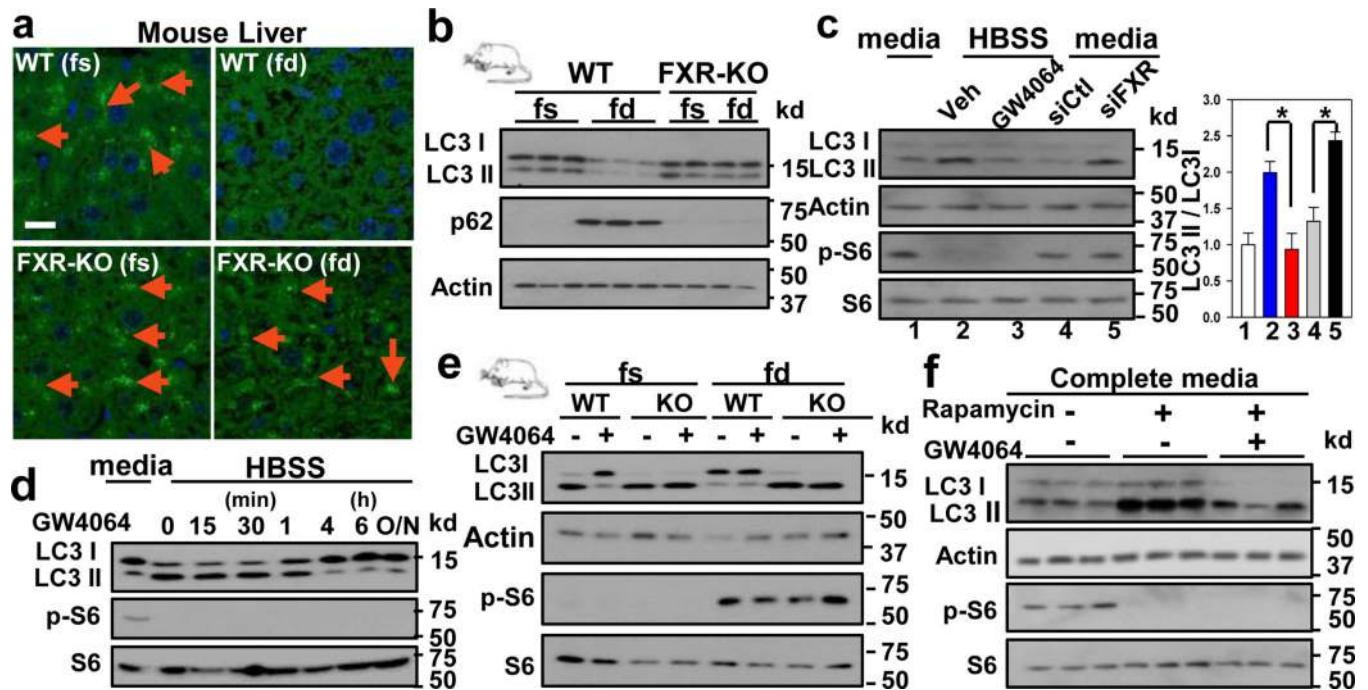 a
Mouse Liver
WT (fs)
WT (fd)
FXR-KO (fs)
FXR-KO (fd)
b
WT FXR-KO
fs fd fs fd kd
LC3 I
LC3 II
15
p62
75
50
Actin
50
37
c
media HBSS media
Veh GW4064 siCtl siFXR kd
LC3 I
LC3 II
15
Actin
50
37
p-S6
75
50
S6
75
50
1 2 3 4 5
LC3 II / LC3I
3.0
2.5
2.0
1.5
1.0
0.5
0.0
* *
1 2 3 4 5
d
media HBSS
(min) (h)
GW4064 0 15 30 1 4 6 O/N kd
LC3 I
LC3 II
15
p-S6
75
50
S6
75
50
e
fs fd
WT KO WT KO
GW4064 - + - + - + - + kd
LC3I
LC3II
15
Actin
50
37
p-S6
75
50
S6
75
50
f
Complete media
Rapamycin - + +
GW4064 - - + kd
LC3 I
LC3 II
15
Actin
50
37
p-S6
75
50
S6
75
50